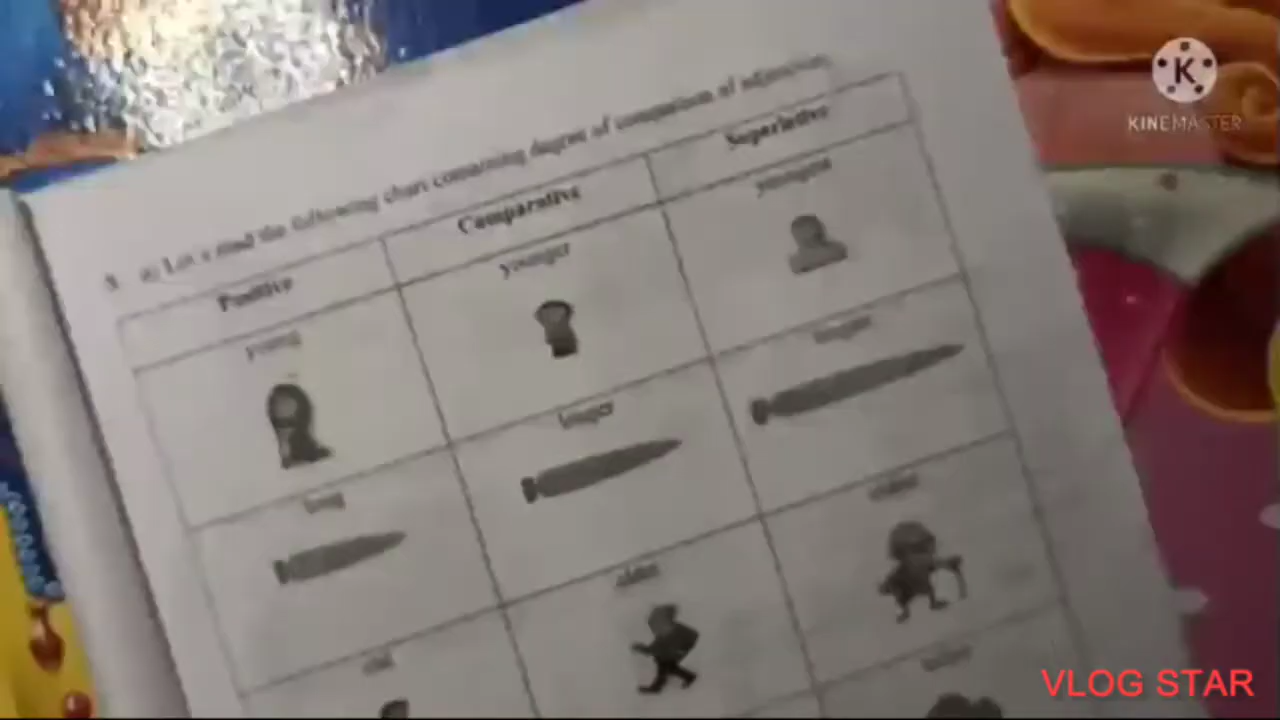 a) Let's read the following chart containing degree of comparison of adjectives.
Positive Comparative Superlative
young younger youngest
long longer longest
old older oldest
KINEMASTER
VLOG STAR